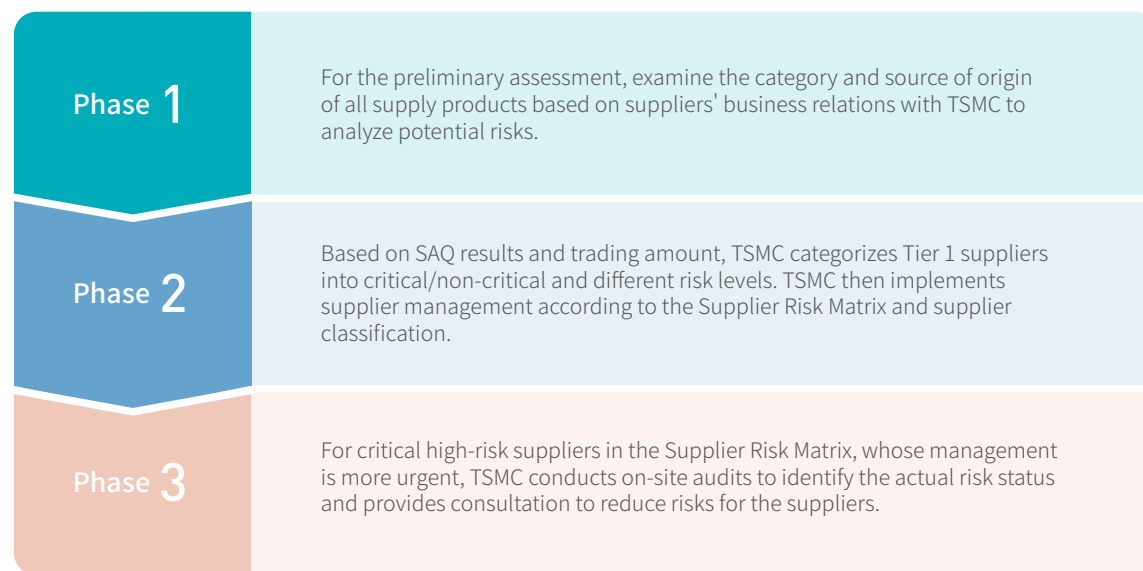 Phase 1
For the preliminary assessment, examine the category and source of origin
of all supply products based on suppliers' business relations with TSMC to
analyze potential risks.
Phase 2
Based on SAQ results and trading amount, TSMC categorizes Tier 1 suppliers
into critical/non-critical and different risk levels. TSMC then implements
supplier management according to the Supplier Risk Matrix and supplier
classification.
Phase 3
For critical high-risk suppliers in the Supplier Risk Matrix, whose management
is more urgent, TSMC conducts on-site audits to identify the actual risk status
and provides consultation to reduce risks for the suppliers.